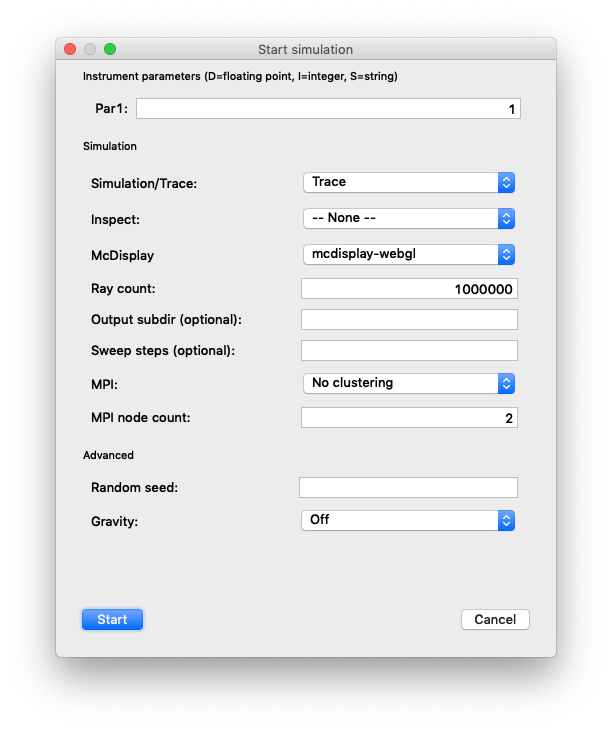 Start simulation
Instrument parameters (D=floating point, I=integer, S=string)
Par1: 1
Simulation
Simulation/Trace: Trace
Inspect: -- None --
McDisplay mcdisplay-webgl
Ray count: 1000000
Output subdir (optional):
Sweep steps (optional):
MPI: No clustering
MPI node count: 2
Advanced
Random seed:
Gravity: Off
Start Cancel